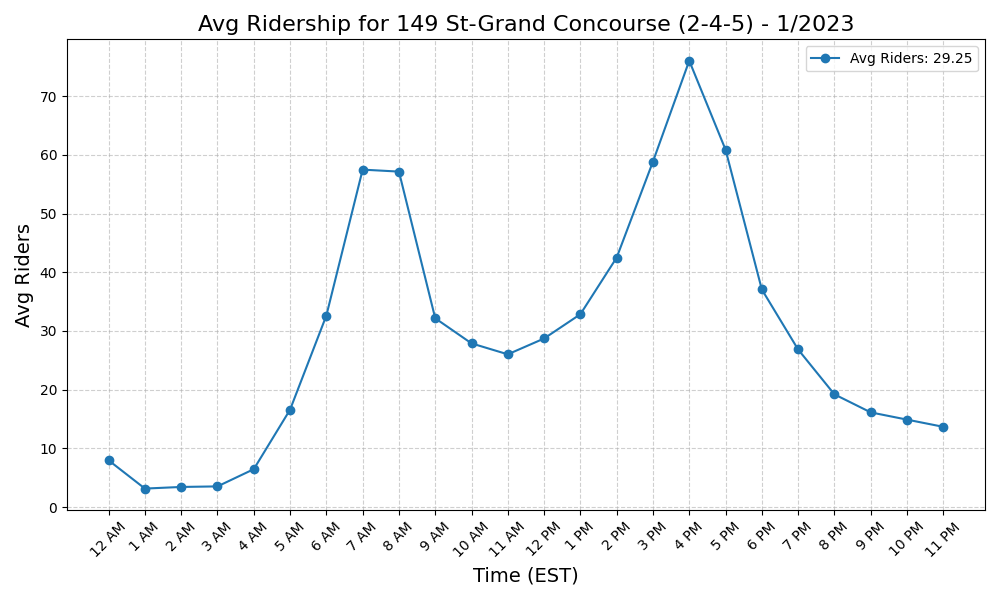 Avg Ridership for 149 St-Grand Concourse (2-4-5) - 1/2023
Avg Riders: 29.25
Avg Riders
70
60
50
40
30
20
10
0
12 AM
1 AM
2 AM
3 AM
4 AM
5 AM
6 AM
7 AM
8 AM
9 AM
10 AM
11 AM
12 PM
1 PM
2 PM
3 PM
4 PM
5 PM
6 PM
7 PM
8 PM
9 PM
10 PM
11 PM
Time (EST)